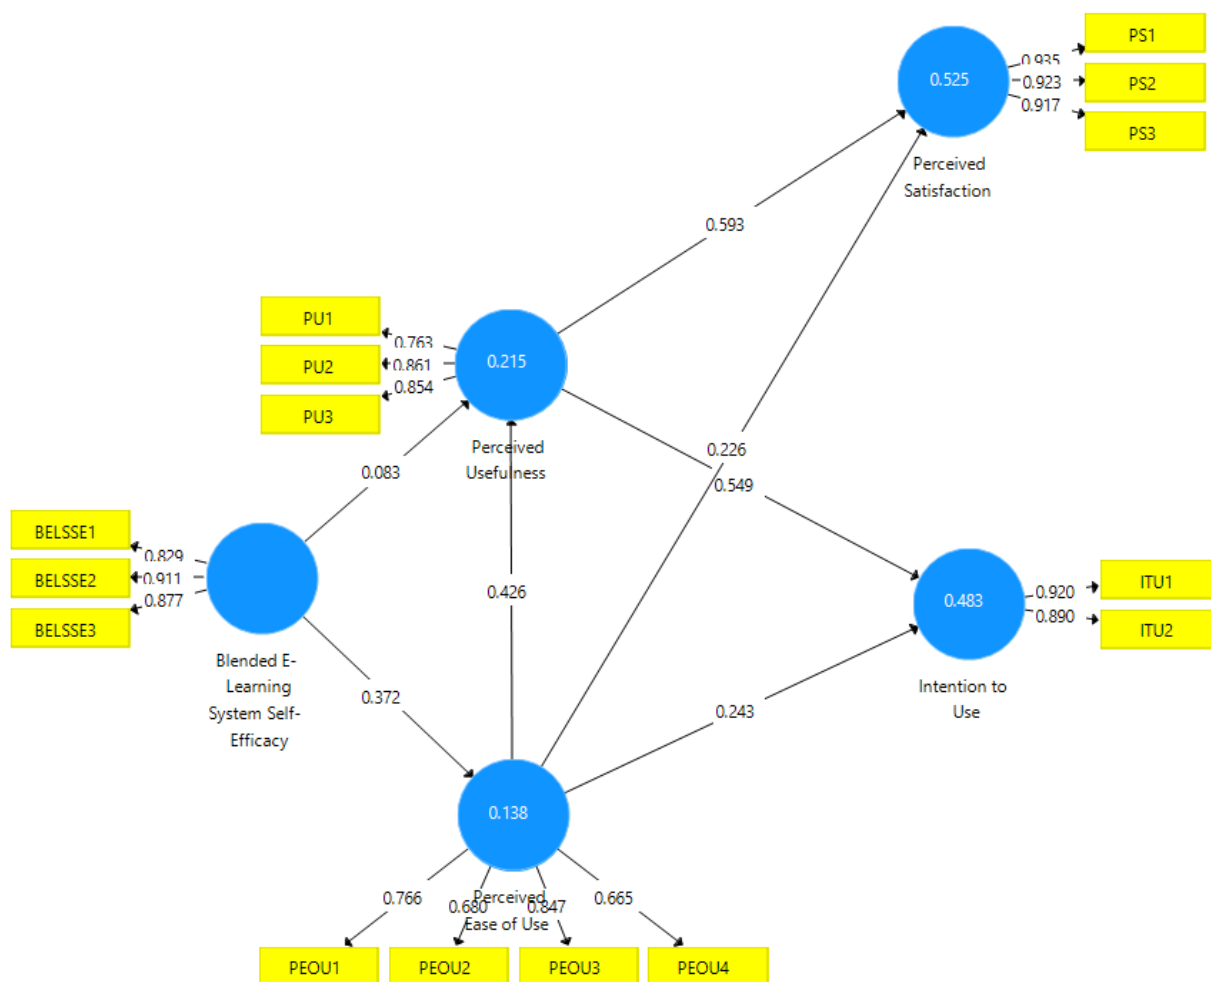 PS1
0.935
0.525
0.923
PS2
0.917
PS3
Perceived
Satisfaction
0.593
PU1
0.763
0.215
PU2
0.861
0.854
PU3
Perceived
Usefulness
0.226
0.083
0.549
BELSSE1
0.829
BELSSE2
0.911
0.877
BELSSE3
0.426
0.483
0.920
ITU1
0.890
ITU2
Blended E-
Learning
System Self-
Efficacy
0.372
Intention to
Use
0.243
0.138
0.766
0.680
0.847
0.665
Perceived
Ease of Use
PEOU1
PEOU2
PEOU3
PEOU4